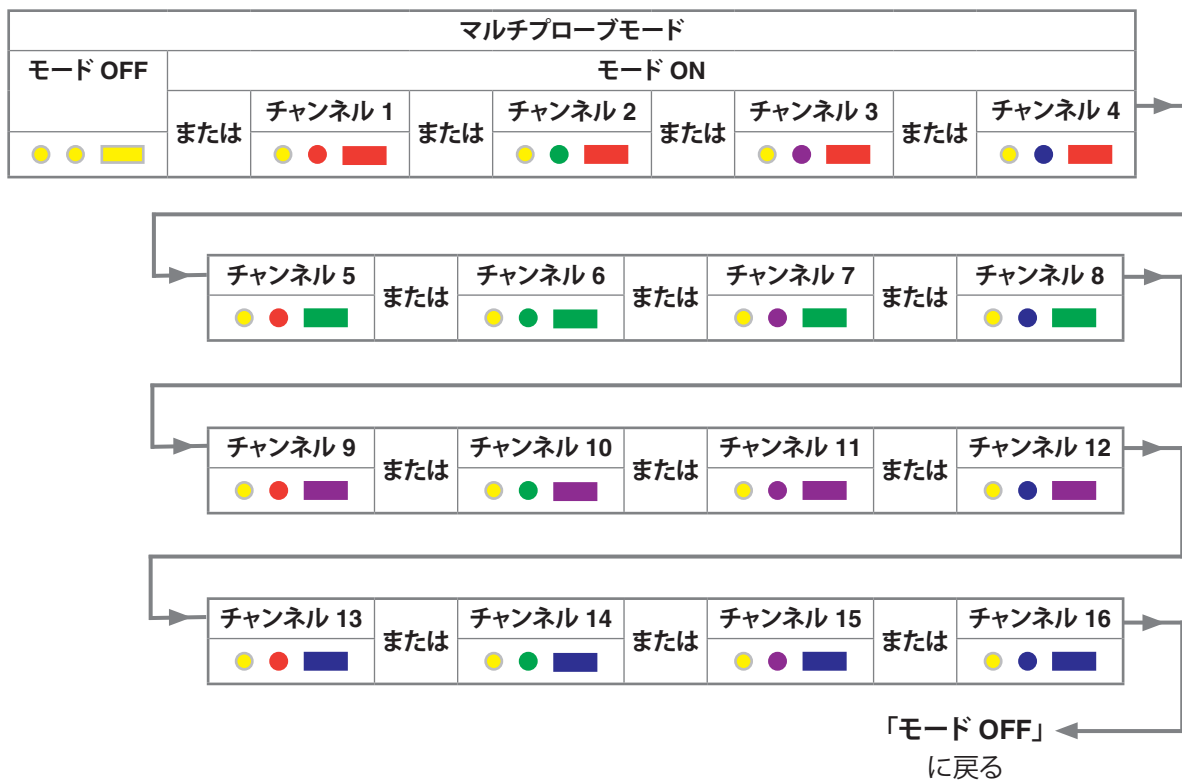 マルチプローブモード
モード OFF
モード ON
または
チャンネル 1
または
チャンネル 2
または
チャンネル 3
または
チャンネル 4
チャンネル 5
または
チャンネル 6
または
チャンネル 7
または
チャンネル 8
チャンネル 9
または
チャンネル 10
または
チャンネル 11
または
チャンネル 12
チャンネル 13
または
チャンネル 14
または
チャンネル 15
または
チャンネル 16
「モード OFF」
に戻る